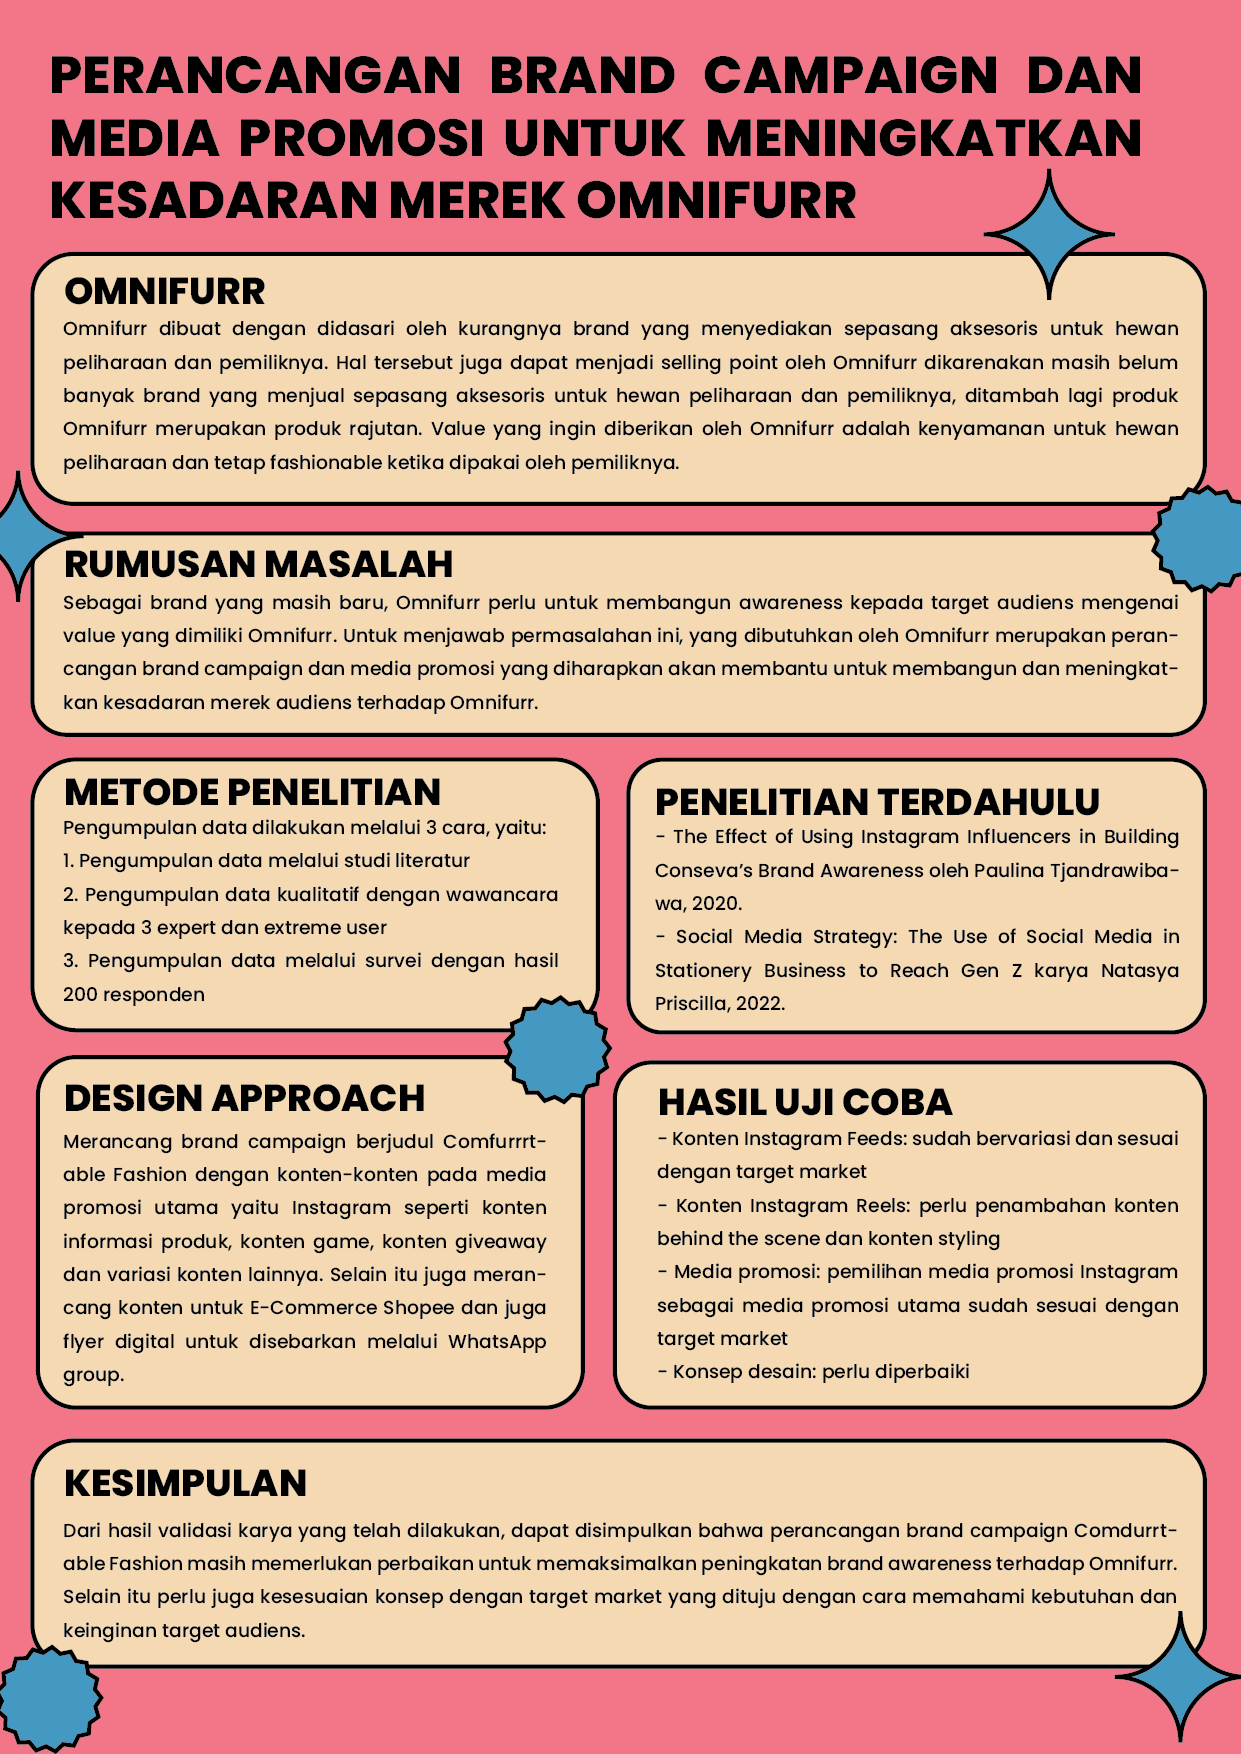 PERANCANGAN BRAND CAMPAIGN DAN
MEDIA PROMOSI UNTUK MENINGKATKAN
KESADARAN MEREK OMNIFURR
OMNIFURR
Omnifurr dibuat dengan didasari oleh kurangnya brand yang menyediakan sepasang aksesoris untuk hewan
peliharaan dan pemiliknya. Hal tersebut juga dapat menjadi selling point oleh Omnifurr dikarenakan masih belum
banyak brand yang menjual sepasang aksesoris untuk hewan peliharaan dan pemiliknya, ditambah lagi produk
Omnifurr merupakan produk rajutan. Value yang ingin diberikan oleh Omnifurr adalah kenyamanan untuk hewan
peliharaan dan tetap fashionable ketika dipakai oleh pemiliknya.
RUMUSAN MASALAH
Sebagai brand yang masih baru, Omnifurr perlu untuk membangun awareness kepada target audiens mengenai
value yang dimiliki Omnifurr. Untuk menjawab permasalahan ini, yang dibutuhkan oleh Omnifurr merupakan peran-
cangan brand campaign dan media promosi yang diharapkan akan membantu untuk membangun dan meningkat-
kan kesadaran merek audiens terhadap Omnifurr.
METODE PENELITIAN
Pengumpulan data dilakukan melalui 3 cara, yaitu:
1. Pengumpulan data melalui studi literatur
2. Pengumpulan data kualitatif dengan wawancara
kepada 3 expert dan extreme user
3. Pengumpulan data melalui survei dengan hasil
200 responden
PENELITIAN TERDAHULU
- The Effect of Using Instagram Influencers in Building
Conseva's Brand Awareness oleh Paulina Tjandrawiba-
wa, 2020.
- Social Media Strategy: The Use of Social Media in
Stationery Business to Reach Gen Z karya Natasya
Priscilla, 2022.
DESIGN APPROACH
Merancang brand campaign berjudul Comfurrrt-
able Fashion dengan konten-konten pada media
promosi utama yaitu Instagram seperti konten
informasi produk, konten game, konten giveaway
dan variasi konten lainnya. Selain itu juga meran-
cang konten untuk E-Commerce Shopee dan juga
flyer digital untuk disebarkan melalui WhatsApp
group.
HASIL UJI COBA
- Konten Instagram Feeds: sudah bervariasi dan sesuai
dengan target market
- Konten Instagram Reels: perlu penambahan konten
behind the scene dan konten styling
- Media promosi: pemilihan media promosi Instagram
sebagai media promosi utama sudah sesuai dengan
target market
- Konsep desain: perlu diperbaiki
KESIMPULAN
Dari hasil validasi karya yang telah dilakukan, dapat disimpulkan bahwa perancangan brand campaign Comdurrt-
able Fashion masih memerlukan perbaikan untuk memaksimalkan peningkatan brand awareness terhadap Omnifurr.
Selain itu perlu juga kesesuaian konsep dengan target market yang dituju dengan cara memahami kebutuhan dan
keinginan target audiens.